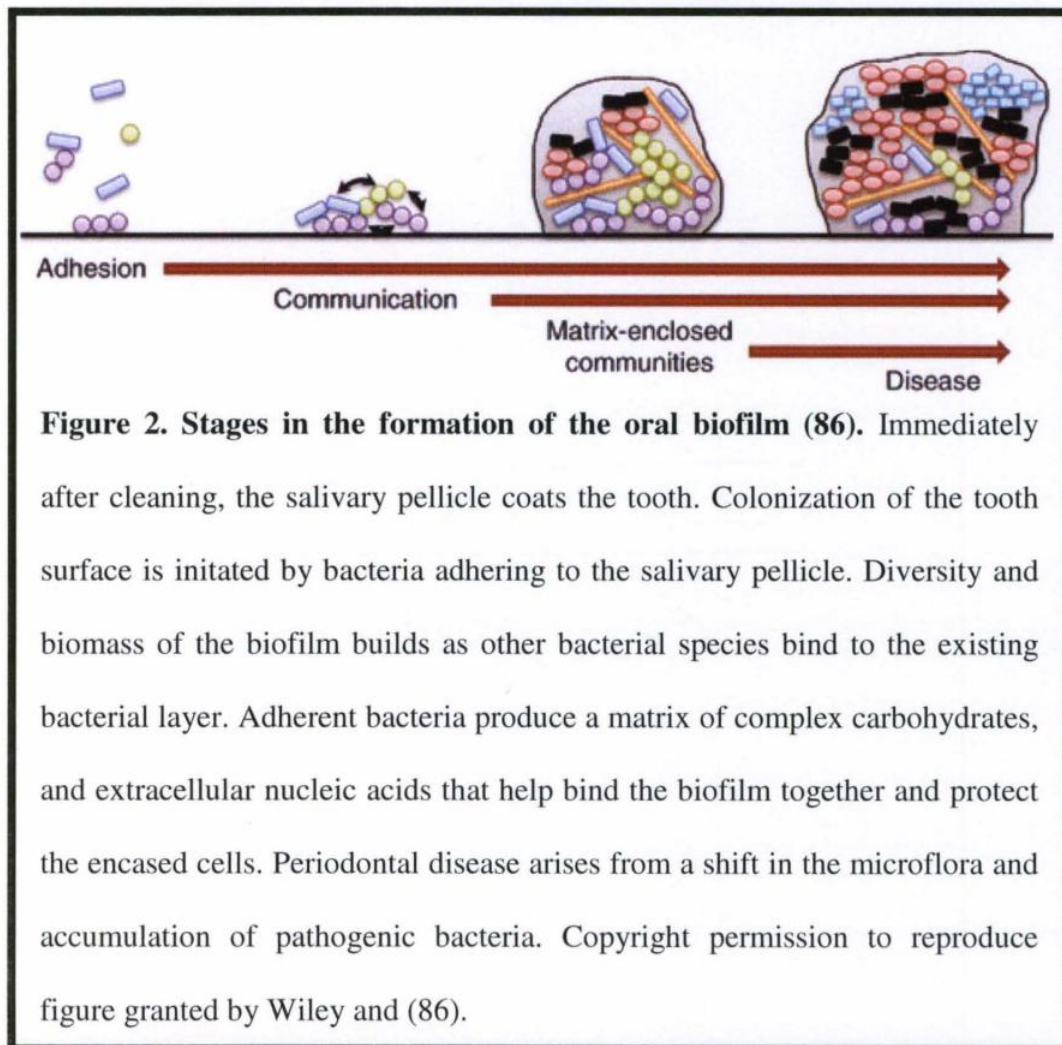 Adhesion
Communication
Matrix-enclosed
communities
Disease
Figure 2. Stages in the formation of the oral biofilm (86). Immediately
after cleaning, the salivary pellicle coats the tooth. Colonization of the tooth
surface is initated by bacteria adhering to the salivary pellicle. Diversity and
biomass of the biofilm builds as other bacterial species bind to the existing
bacterial layer. Adherent bacteria produce a matrix of complex carbohydrates,
and extracellular nucleic acids that help bind the biofilm together and protect
the encased cells. Periodontal disease arises from a shift in the microflora and
accumulation of pathogenic bacteria. Copyright permission to reproduce
figure granted by Wiley and (86).